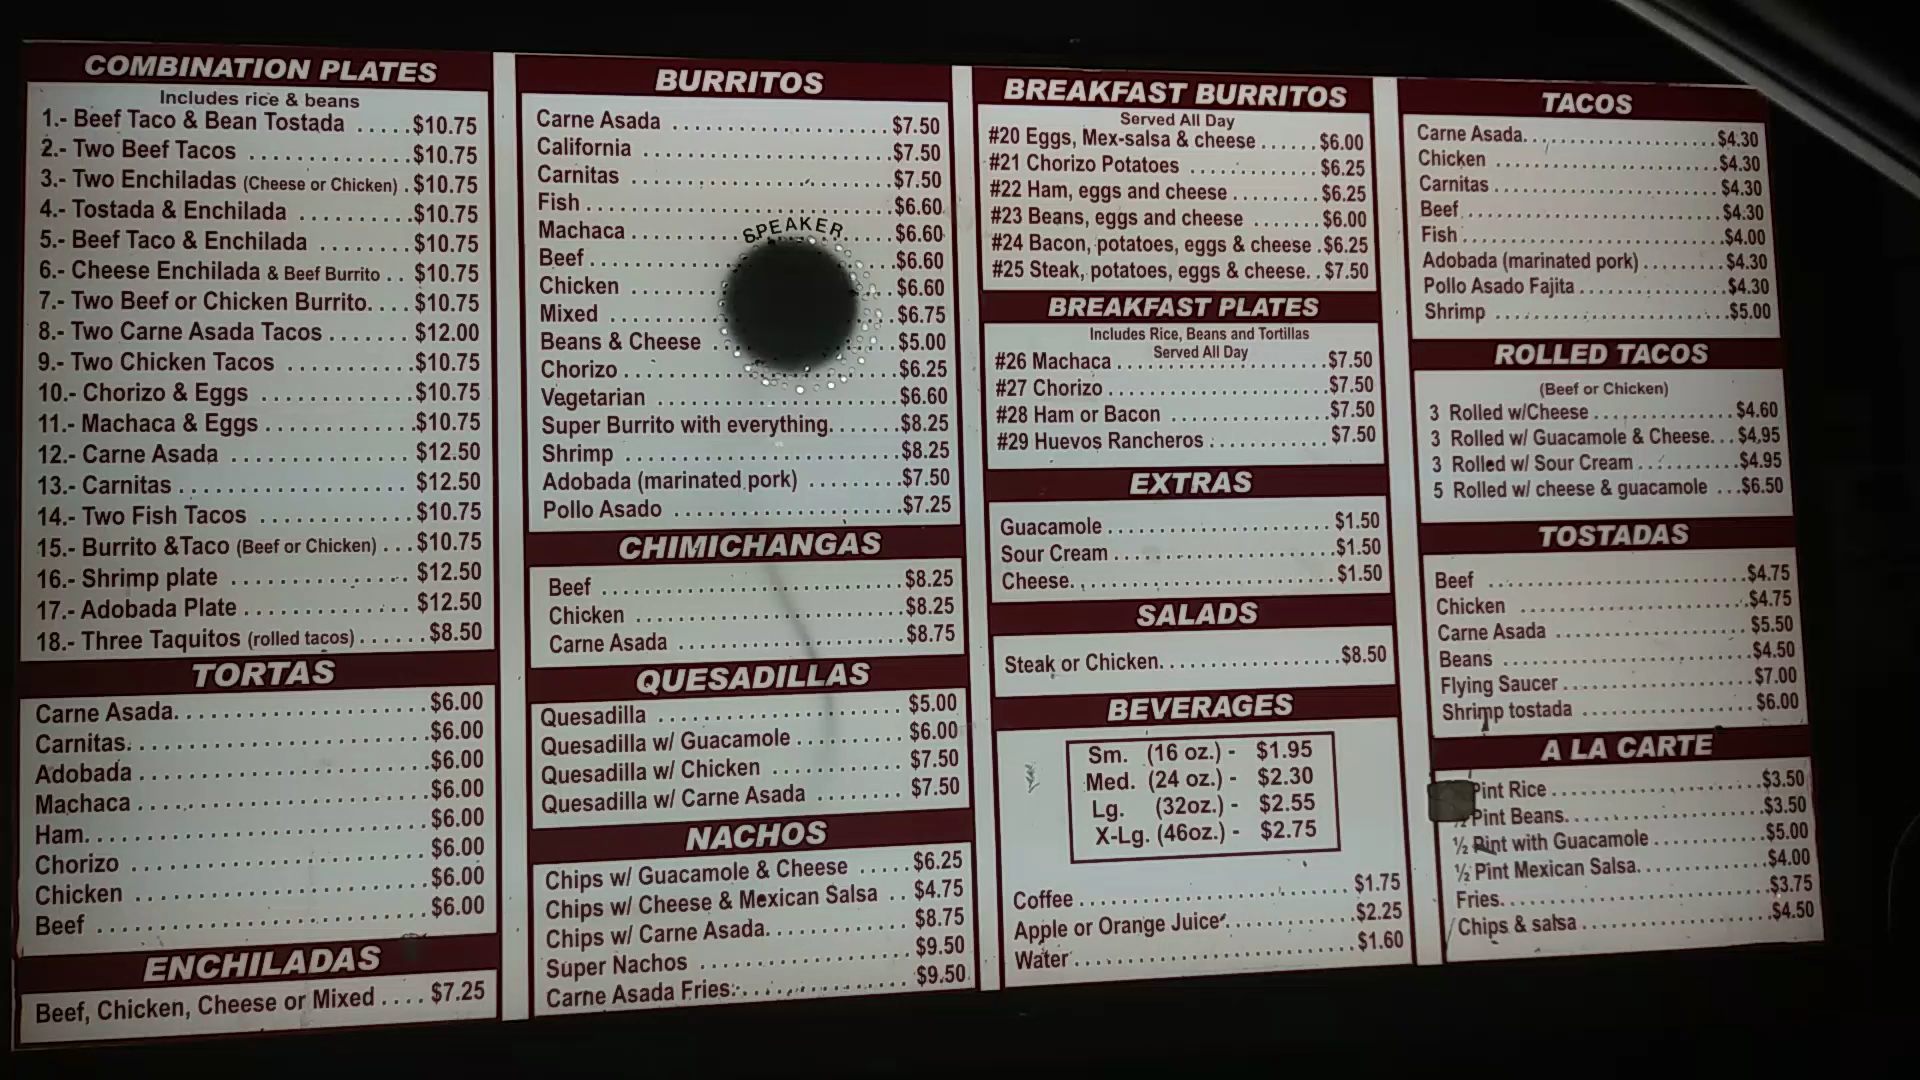 COMBINATION PLATES
Includes rice & beans
1.- Beef Taco & Bean Tostada .....$10.75
2.- Two Beef Tacos .............$10.75
3.- Two Enchiladas (Cheese or Chicken) .$10.75
4.- Tostada & Enchilada .........$10.75
5.- Beef Taco & Enchilada .......$10.75
6.- Cheese Enchilada & Beef Burrito ..$10.75
7.- Two Beef or Chicken Burrito....$10.75
8.- Two Carne Asada Tacos ......$12.00
9.- Two Chicken Tacos ..........$10.75
10.- Chorizo & Eggs ............$10.75
11.- Machaca & Eggs............$10.75
12.- Carne Asada ..............$12.50
13.- Carnitas..................$12.50
14.- Two Fish Tacos ............$10.75
15.- Burrito &Taco (Beef or Chicken) ...$10.75
16.- Shrimp plate ..............$12.50
17.- Adobada Plate.............$12.50
18.- Three Taquitos (rolled tacos) ......$8.50
TORTAS
Carne Asada.....................$6.00
Carnitas.........................$6.00
Adobada........................$6.00
Machaca........................$6.00
Ham............................$6.00
Chorizo .........................$6.00
Chicken .........................$6.00
Beef ...........................$6.00
ENCHILADAS
Beef, Chicken, Cheese or Mixed ....$7.25
BURRITOS
Carne Asada ...................$7.50
California .....................$7.50
Carnitas ......................$7.50
Fish..........................$6.60
Machaca......................$6.60
Beef.........................$6.60
Chicken ......................$6.60
Mixed .......................$6.75
Beans & Cheese ...............$5.00
Chorizo.......................$6.25
Vegetarian ....................$6.60
Super Burrito with everything.......$8.25
Shrimp .......................$8.25
Adobada (marinated pork) ........$7.50
Pollo Asado ...................$7.25
SPEAKER
CHIMICHANGAS
Beef .........................$8.25
Chicken ......................$8.25
Carne Asada ..................$8.75
QUESADILLAS
Quesadilla ....................$5.00
Quesadilla w/ Guacamole .........$6.00
Quesadilla w/ Chicken ...........$7.50
Quesadilla w/ Carne Asada ........$7.50
NACHOS
Chips w/ Guacamole & Cheese .....$6.25
Chips w/ Cheese & Mexican Salsa ..$4.75
Chips w/ Carne Asada............$8.75
Super Nachos .................$9.50
Carne Asada Fries..............$9.50
BREAKFAST BURRITOS
Served All Day
#20 Eggs, Mex-salsa & cheese ......$6.00
#21 Chorizo Potatoes ............$6.25
#22 Ham, eggs and cheese ........$6.25
#23 Beans, eggs and cheese .......$6.00
#24 Bacon, potatoes, eggs & cheese .$6.25
#25 Steak, potatoes, eggs & cheese..$7.50
BREAKFAST PLATES
Includes Rice, Beans and Tortillas
Served All Day
#26 Machaca ..................$7.50
#27 Chorizo ...................$7.50
#28 Ham or Bacon .............$7.50
#29 Huevos Rancheros ..........$7.50
EXTRAS
Guacamole...................$1.50
Sour Cream ..................$1.50
Cheese......................$1.50
SALADS
Steak or Chicken...............$8.50
BEVERAGES
Sm. (16 oz.) - $1.95
Med. (24 oz.) - $2.30
Lg. (32oz.) - $2.55
X-Lg. (46oz.) - $2.75
Coffee.......................$1.75
Apple or Orange Juice...........$2.25
Water.......................$1.60
TACOS
Carne Asada..................$4.30
Chicken .....................$4.30
Carnitas .....................$4.30
Beef........................$4.30
Fish........................$4.00
Adobada (marinated pork)........$4.30
Pollo Asado Fajita..............$4.30
Shrimp .....................$5.00
ROLLED TACOS
(Beef or Chicken)
3 Rolled w/Cheese..............$4.60
3 Rolled w/ Guacamole & Cheese...$4.95
3 Rolled w/ Sour Cream ..........$4.95
5 Rolled w/ cheese & guacamole ...$6.50
TOSTADAS
Beef .......................$4.75
Chicken .....................$4.75
Carne Asada ..................$5.50
Beans ......................$4.50
Flying Saucer.................$7.00
Shrimp tostada ................$6.00
A LA CARTE
Pint Rice ....................$3.50
½ Pint Beans.................$3.50
½ Pint with Guacamole ..........$5.00
½ Pint Mexican Salsa............$4.00
Fries.......................$3.75
Chips & salsa .................$4.50